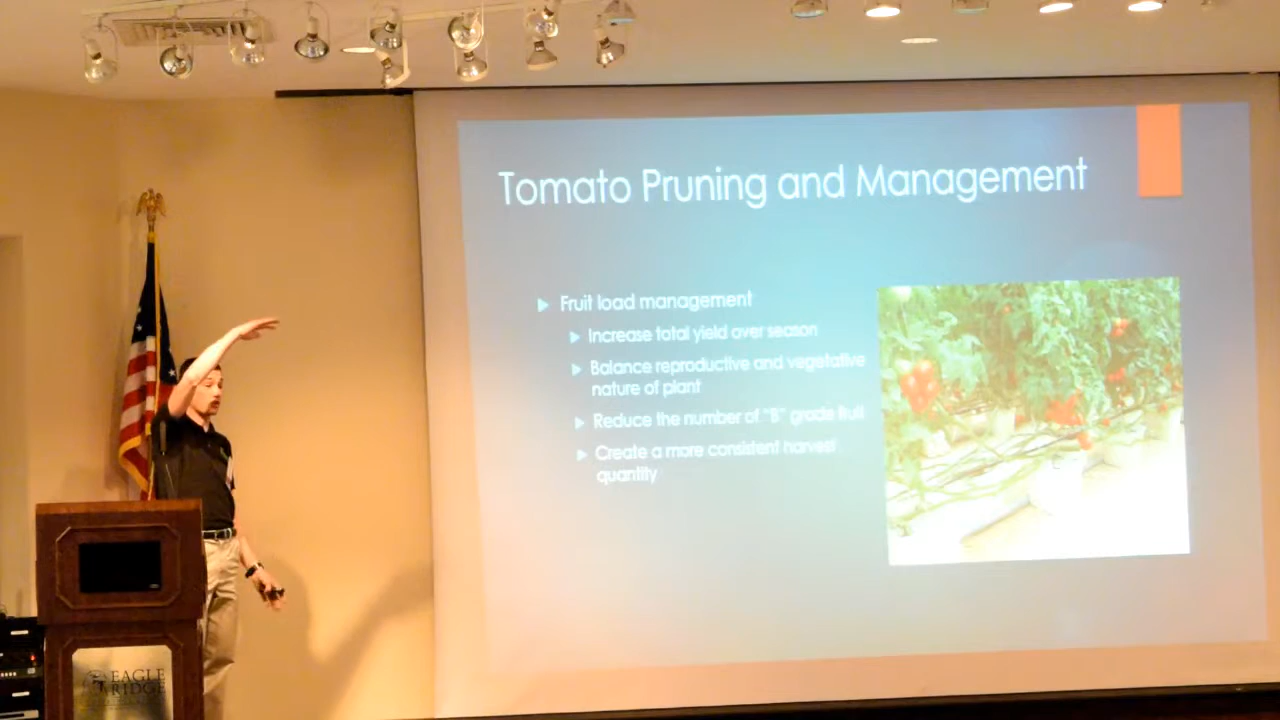 Tomato Pruning and Management
Fruit load management
Increase total yield over season
Balance reproductive and vegetative
nature of plant
Reduce the number of "B" grade fruit
Create a more consistent harvest
quantity
EAGLE
RIDGE